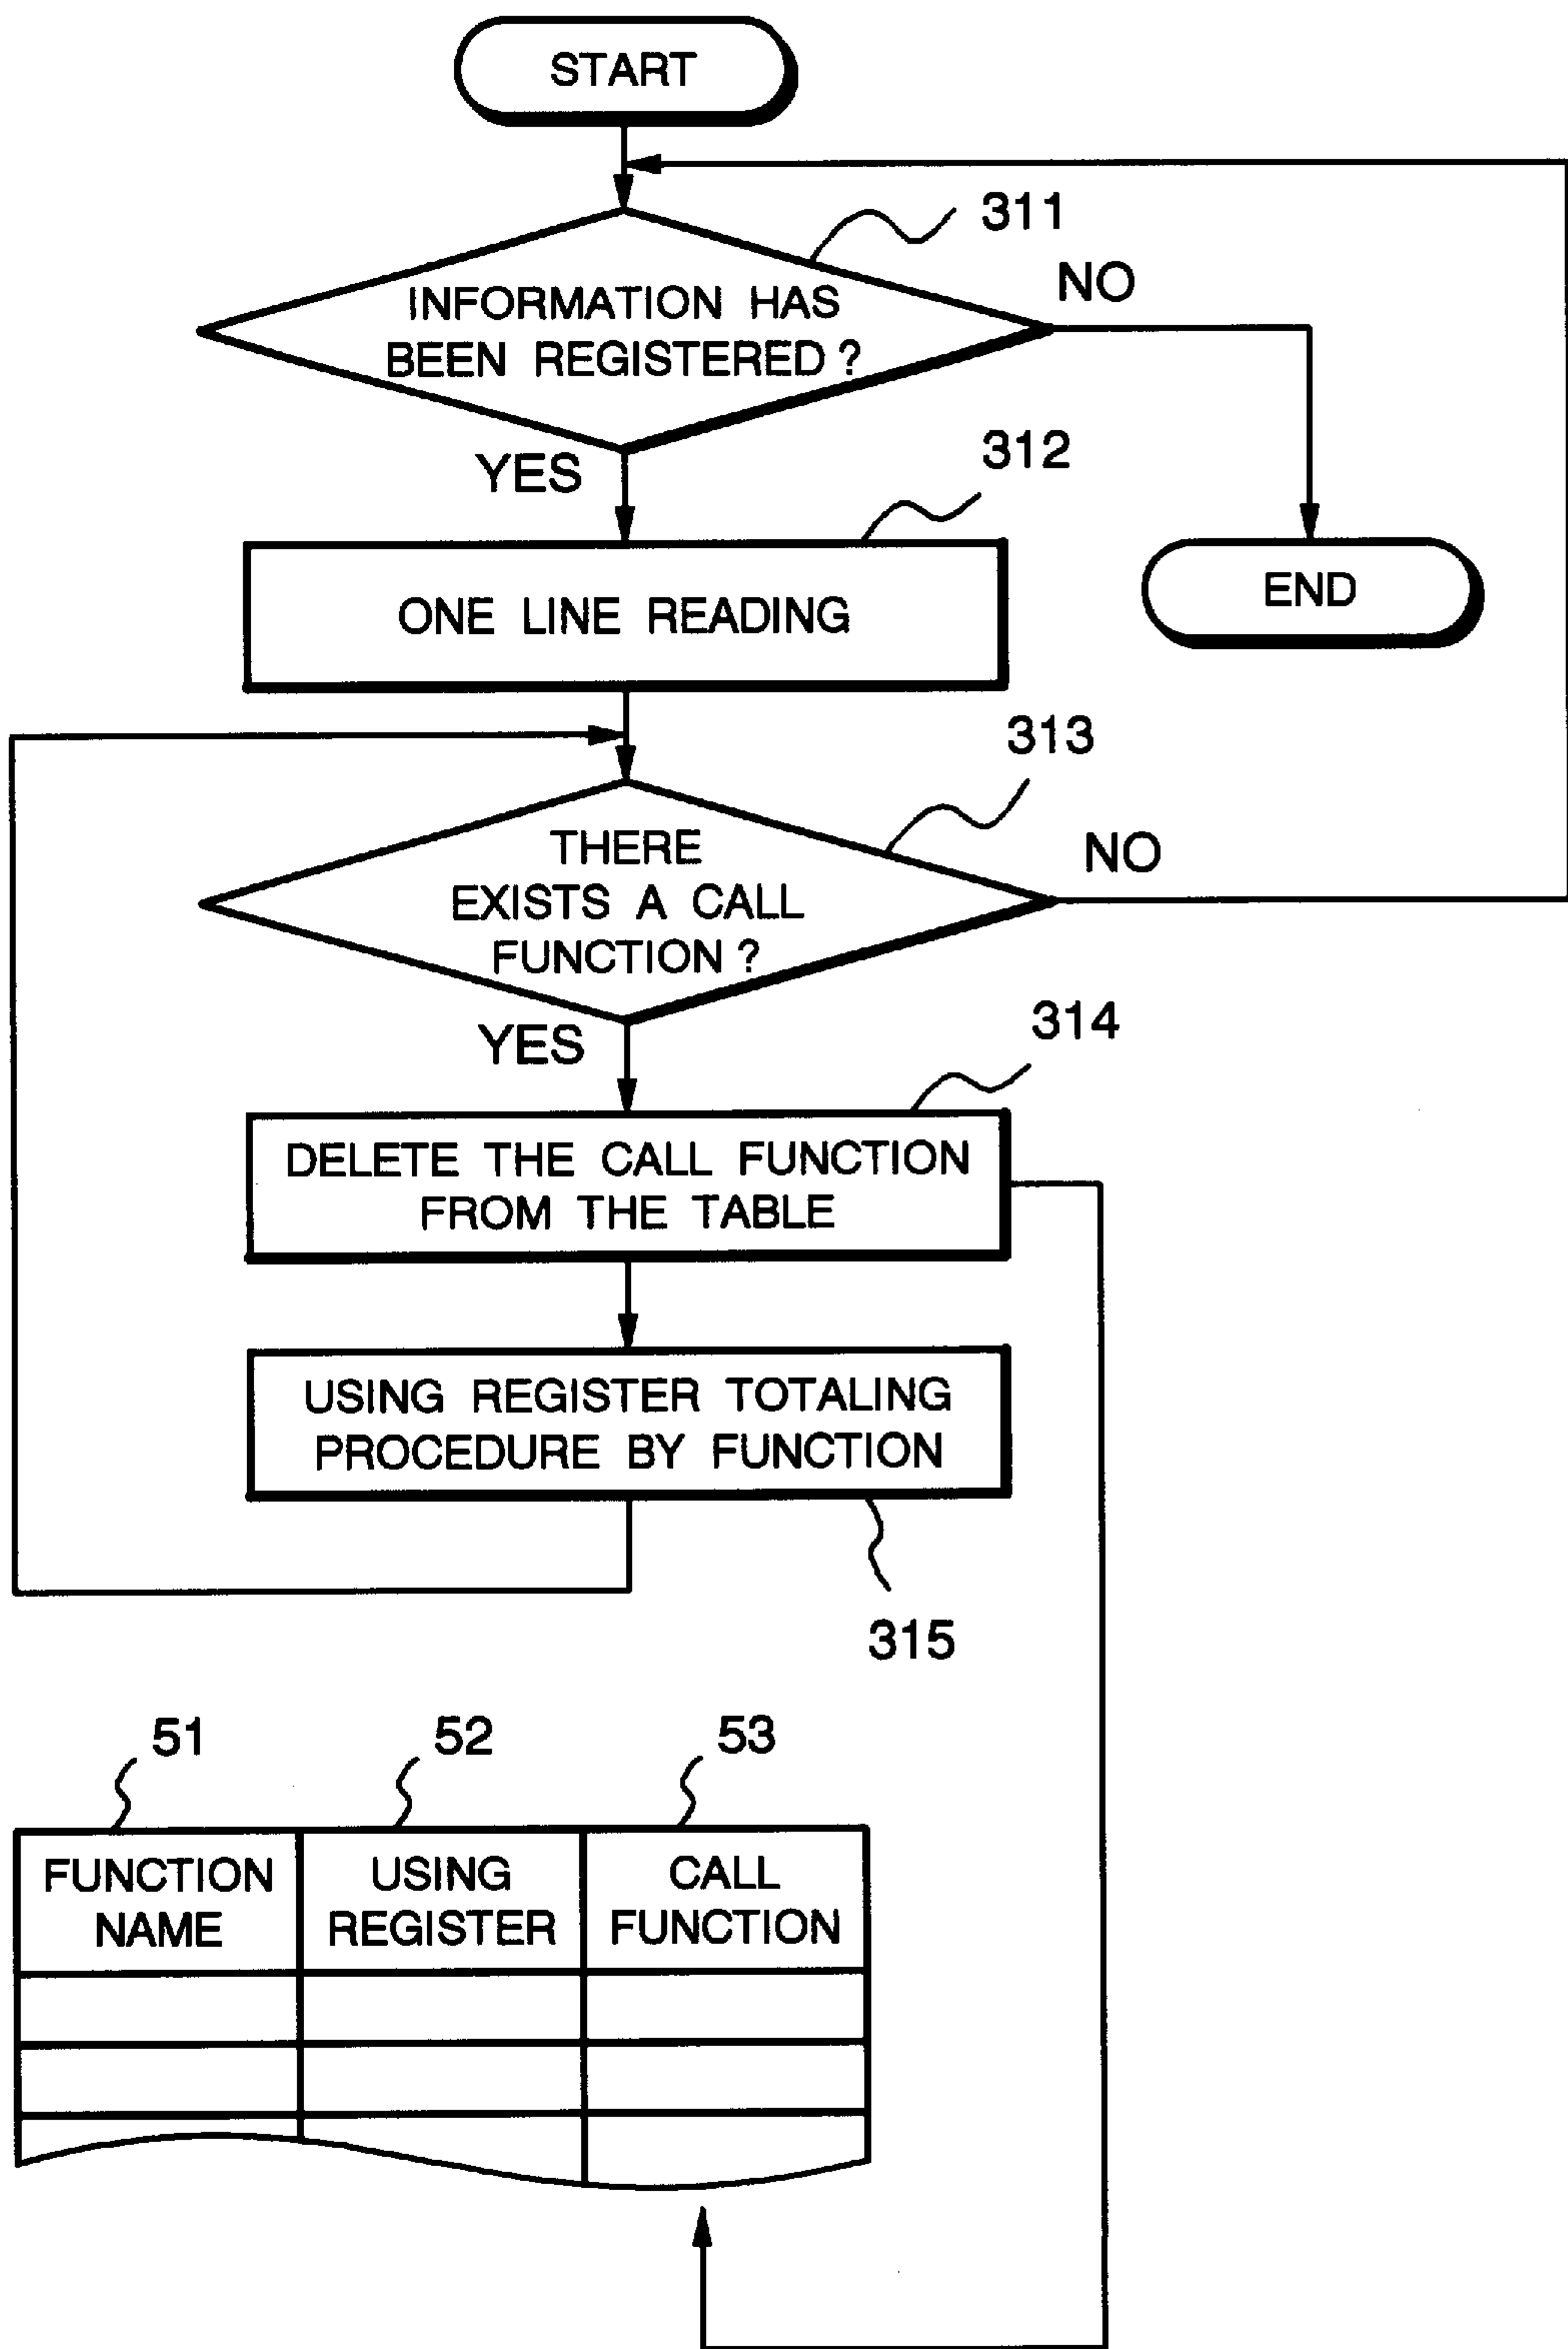 START
311
INFORMATION HAS
BEEN REGISTERED ?
NO
YES
312
ONE LINE READING
END
313
THERE
EXISTS A CALL
FUNCTION ?
NO
YES
314
DELETE THE CALL FUNCTION
FROM THE TABLE
USING REGISTER TOTALING
PROCEDURE BY FUNCTION
315
51
52
53
FUNCTION
NAME
USING
REGISTER
CALL
FUNCTION